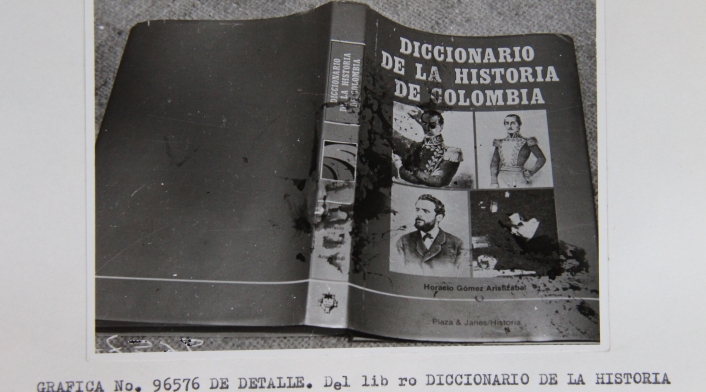 DICCIONARIO
DE LA HISTORIA
DE COLOMBIA
DICCIONARIO
DE LA HISTORIA
DE COLOMBIA
Horacio Gómez Aristizábal
Plaza & Janes/Historia
GRAFICA No. 96576 DE DETALLE. Del lib ro DICCIONARIO DE LA HISTORIA